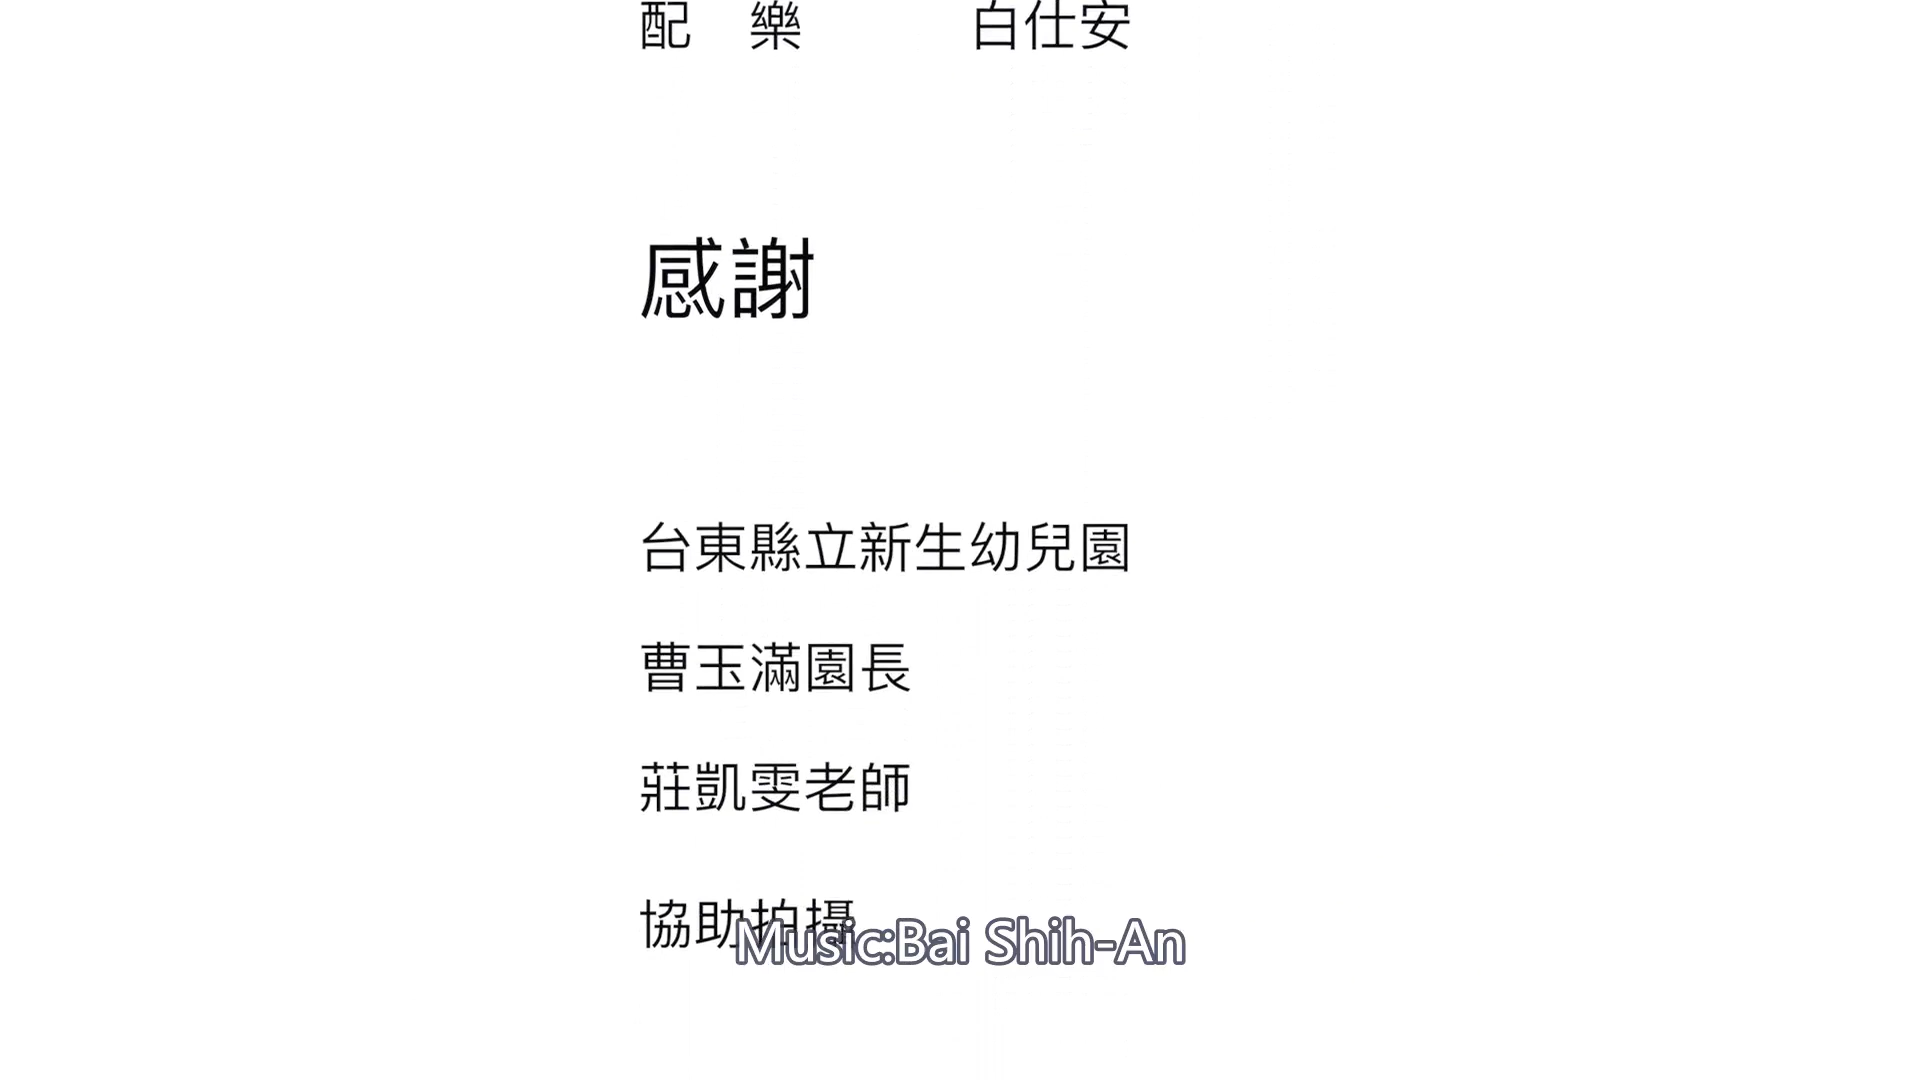 配　樂　　　白仕安
感謝
台東縣立新生幼兒園
曹玉滿園長
莊凱雯老師
協助拍攝
Music:Bai Shih-An